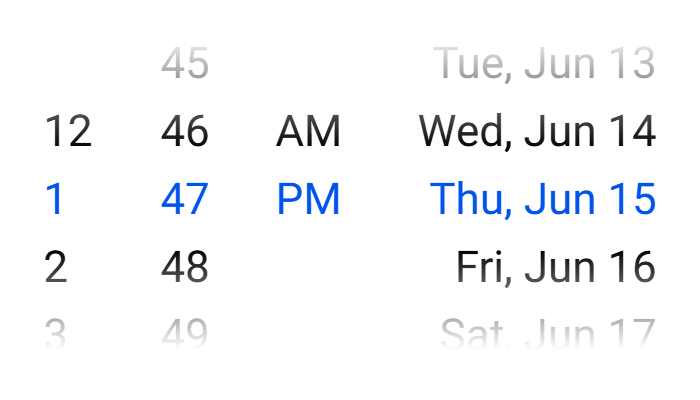 45 Tue, Jun 13
12 46 AM Wed, Jun 14
1 47 PM Thu, Jun 15
2 48 Fri, Jun 16
3 49 Sat, Jun 17